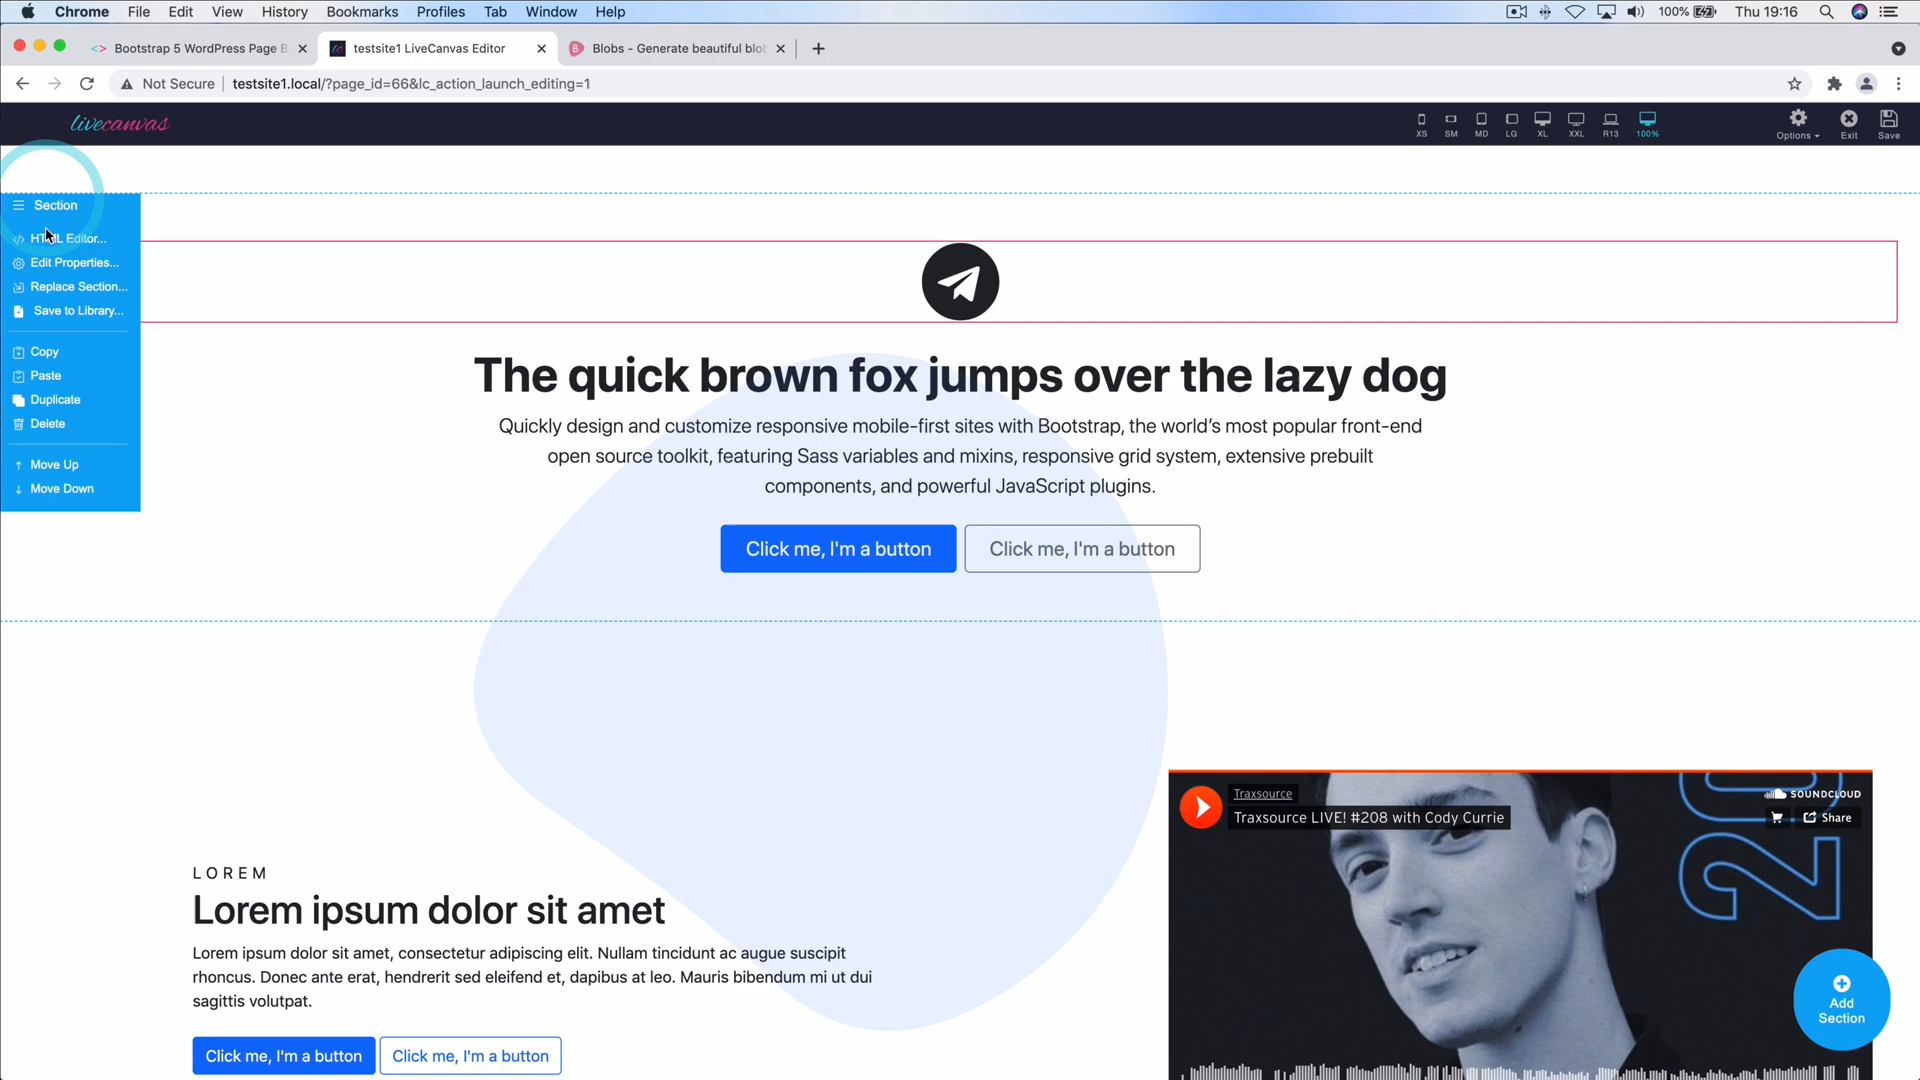 Chrome File Edit View History Bookmarks Profiles Tab Window Help 100% Thu 19:16
Bootstrap 5 WordPress Page B testsite1 LiveCanvas Editor Blobs - Generate beautiful blob
Not Secure testsite1.local/?page_id=66&lc_action_launch_editing=1
livecanvas XS SM MD LG XL XXL R13 100% Options Exit Save
Section
HTML Editor...
Edit Properties...
Replace Section...
Save to Library...
Copy
Paste
Duplicate
Delete
Move Up
Move Down
The quick brown fox jumps over the lazy dog
Quickly design and customize responsive mobile-first sites with Bootstrap, the world's most popular front-end
open source toolkit, featuring Sass variables and mixins, responsive grid system, extensive prebuilt
components, and powerful JavaScript plugins.
Click me, I'm a button Click me, I'm a button
Traxsource SOUNDCLOUD
Traxsource LIVE! #208 with Cody Currie Share
20
LOREM
Lorem ipsum dolor sit amet
Lorem ipsum dolor sit amet, consectetur adipiscing elit. Nullam tincidunt ac augue suscipit
rhoncus. Donec ante erat, hendrerit sed eleifend et, dapibus at leo. Mauris bibendum mi ut dui
sagittis volutpat.
Click me, I'm a button Click me, I'm a button
Add
Section